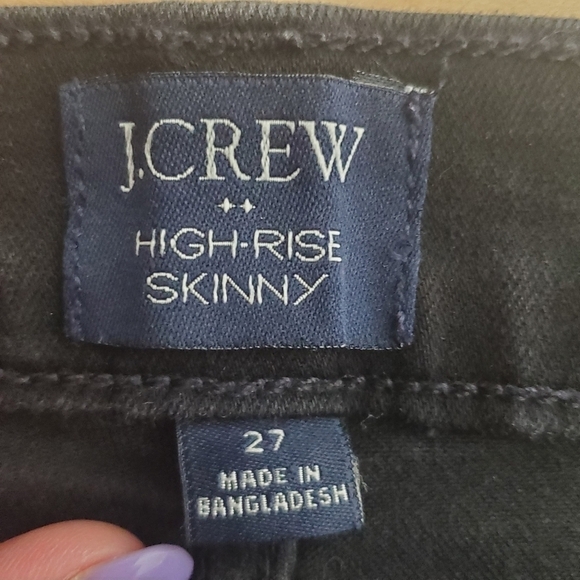 J.CREW
++
HIGH-RISE
SKINNY
27
MADE IN
BANGLADESH